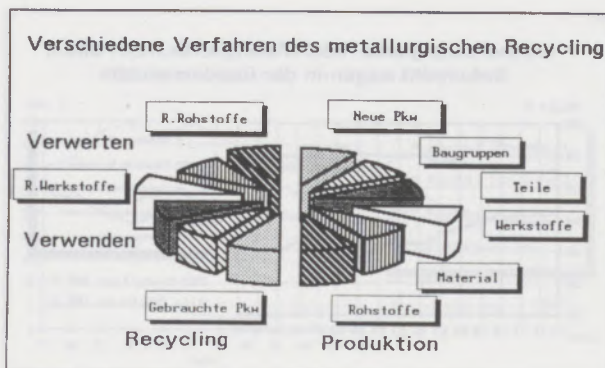 Verschiedene Verfahren des metallurgischen Recycling
R.Rohstoffe
Neue Pkw
Verwerten
Baugruppen
R.Werkstoffe
Teile
Werkstoffe
Verwenden
Material
Gebrauchte Pkw
Rohstoffe
Recycling
Produktion